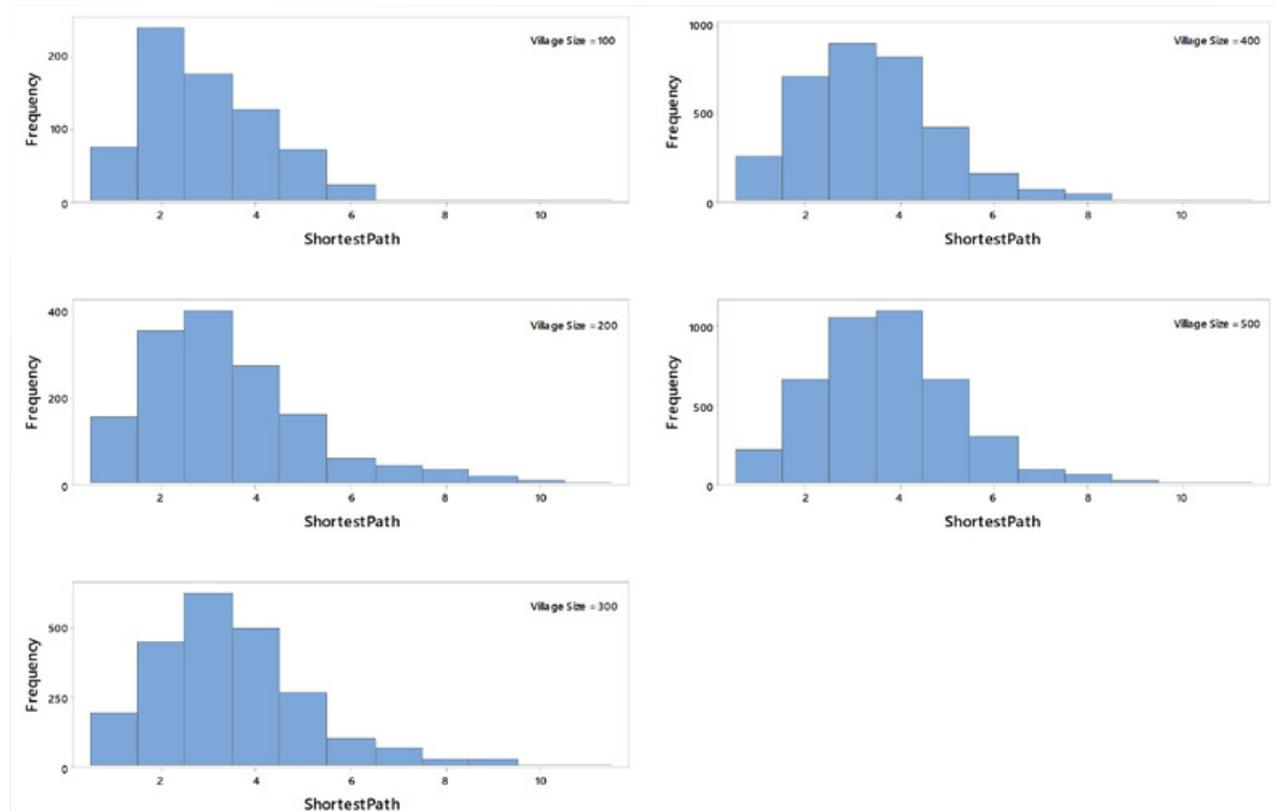 Village Size = 100
Frequency
200
100
0
2 4 6 8 10
ShortestPath
Village Size = 400
Frequency
1000
500
0
2 4 6 8 10
ShortestPath
Village Size = 200
Frequency
400
200
0
2 4 6 8 10
ShortestPath
Village Size = 500
Frequency
1000
500
0
2 4 6 8 10
ShortestPath
Village Size = 300
Frequency
500
250
0
2 4 6 8 10
ShortestPath